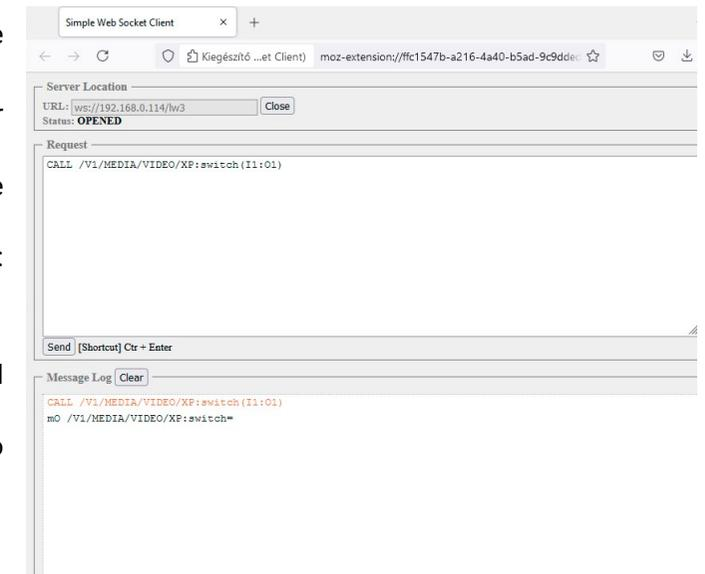 Simple Web Socket Client
Kiegészítő ...et Client) moz-extension://ffc1547b-a216-4a40-b5ad-9c9dded
Server Location
URL: ws://192.168.0.114/lw3 Close
Status: OPENED
Request
CALL /V1/MEDIA/VIDEO/XP:switch(I1:O1)
Send [Shortcut] Ctr + Enter
Message Log Clear
CALL /V1/MEDIA/VIDEO/XP:switch(I1:O1)
mO /V1/MEDIA/VIDEO/XP:switch=